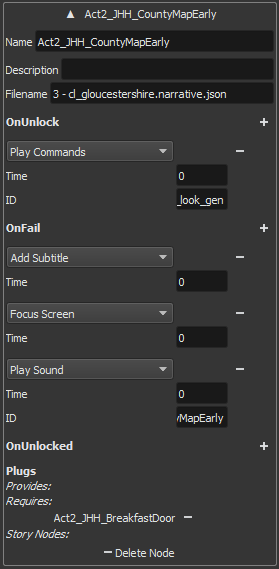 Act2_JHH_CountyMapEarly
Name Act2_JHH_CountyMapEarly
Description
Filename 3 - cl_gloucestershire.narrative.json
OnUnlock
Play Commands
Time 0
ID _look_gen
OnFail
Add Subtitle
Time 0
Focus Screen
Time 0
Play Sound
Time 0
ID yMapEarly
OnUnlocked
Plugs
Provides:
Requires:
Act2_JHH_BreakfastDoor
Story Nodes:
Delete Node